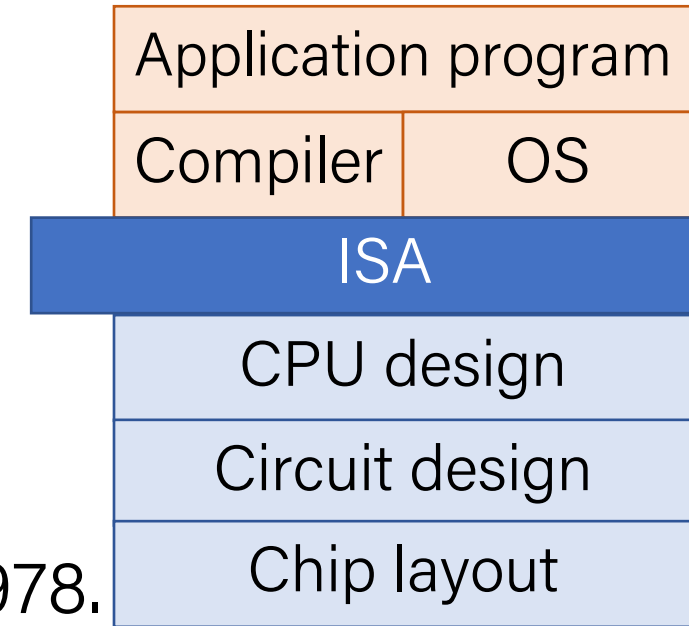 Application program
Compiler OS
ISA
CPU design
Circuit design
Chip layout
978.